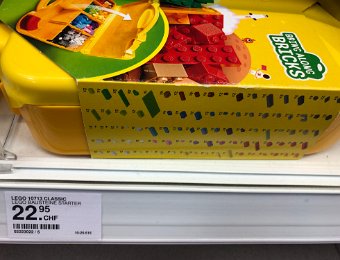 BRING ALONG
BRICKS
LEGO 10713 CLASSIC
LEGO BAUSTEINE STARTER
22.95 CHF